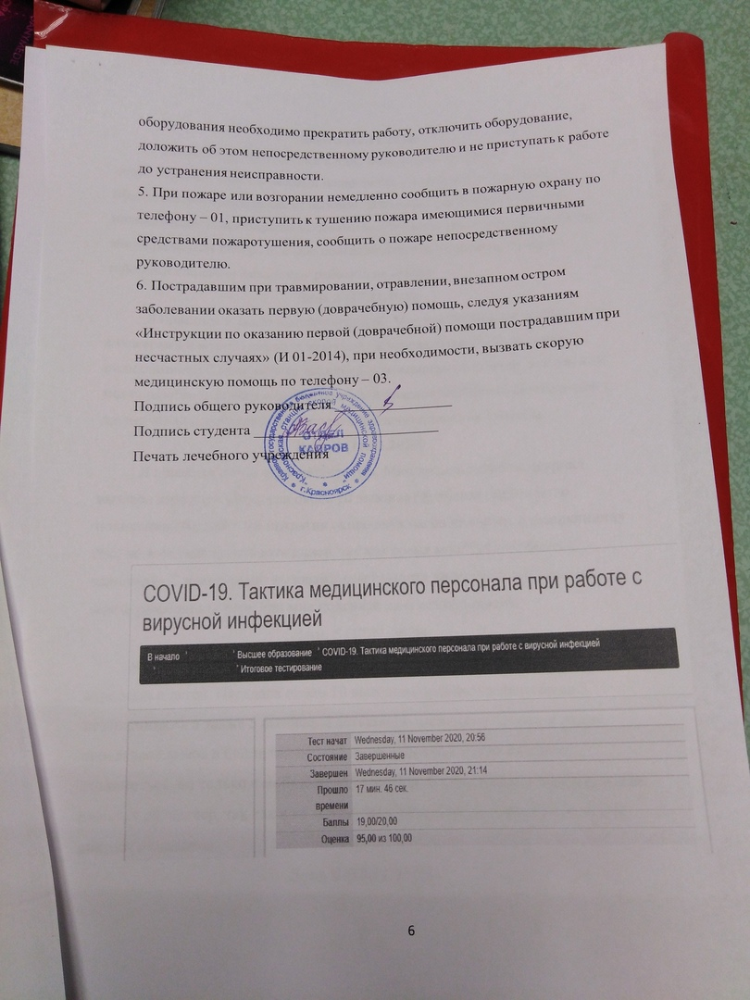 оборудования необходимо прекратить работу, отключить оборудование,
доложить об этом непосредственному руководителю и не приступать к работе
до устранения неисправности.
5. При пожаре или возгорании немедленно сообщить в пожарную охрану по
телефону – 01, приступить к тушению пожара имеющимися первичными
средствами пожаротушения, сообщить о пожаре непосредственному
руководителю.
6. Пострадавшим при травмировании, отравлении, внезапном остром
заболевании оказать первую (доврачебную) помощь, следуя указаниям
«Инструкции по оказанию первой (доврачебной) помощи пострадавшим при
несчастных случаях» (И 01-2014), при необходимости, вызвать скорую
медицинскую помощь по телефону – 03.
Подпись общего руководителя
Подпись студента
Печать лечебного учреждения
Краевое государственное бюджетное учреждение здравоохранения
"Красноярская станция скорой медицинской помощи"
г.Красноярск
ОТДЕЛ
КАДРОВ
COVID-19. Тактика медицинского персонала при работе с
вирусной инфекцией
В начало ' ' Высшее образование ' COVID-19. Тактика медицинского персонала при работе с вирусной инфекцией
' ' Итоговое тестирование
Тест начат Wednesday, 11 November 2020, 20:56
Состояние Завершенные
Завершен Wednesday, 11 November 2020, 21:14
Прошло 17 мин. 46 сек.
времени
Баллы 19,00/20,00
Оценка 95,00 из 100,00
6